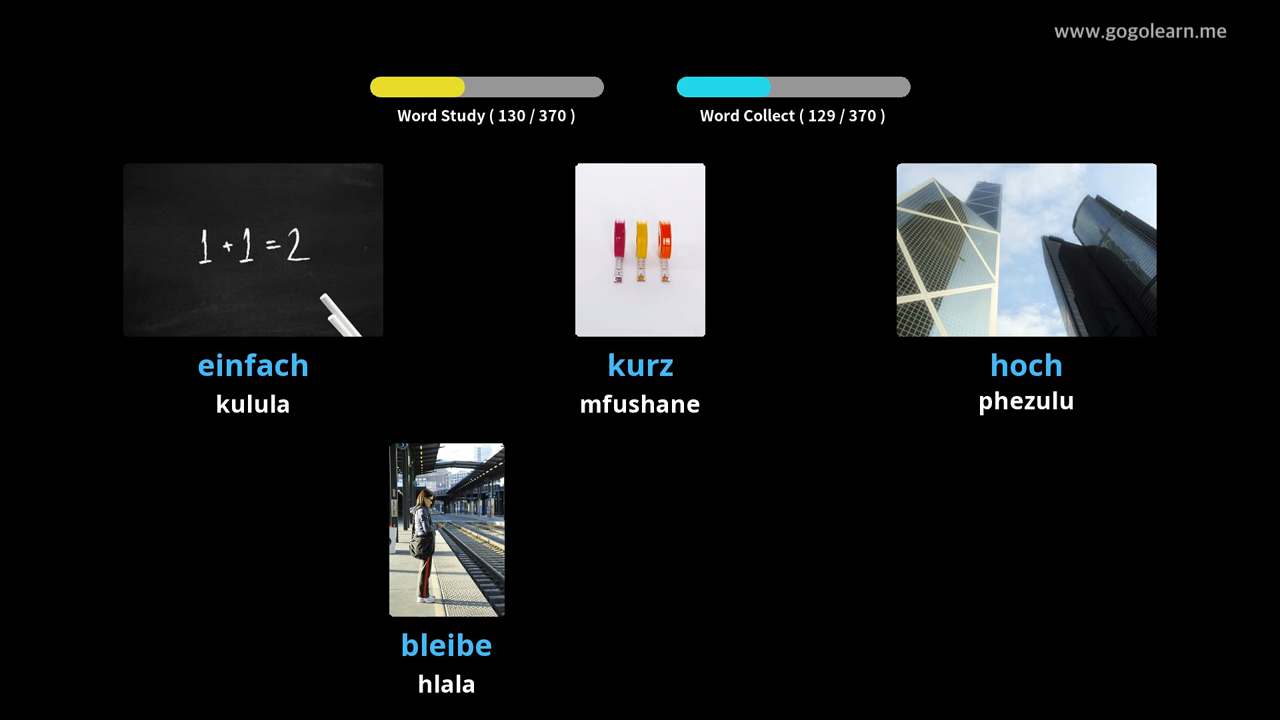 www.gogolearn.me
Word Study ( 130 / 370 )
Word Collect ( 129 / 370 )
1 + 1 = 2
einfach
kulula
kurz
mfushane
hoch
phezulu
bleibe
hlala